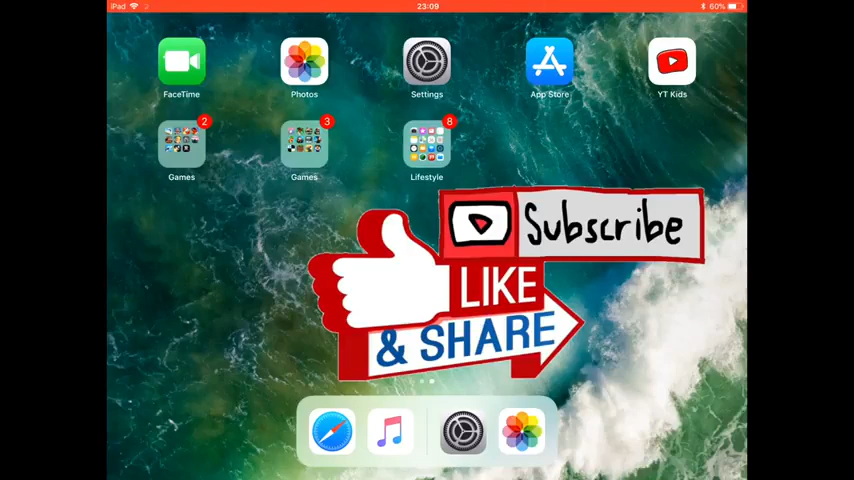 iPad
23:09
60%
FaceTime
Photos
Settings
App Store
YT Kids
2
3
8
Games
Games
Lifestyle
Subscribe
LIKE
& SHARE